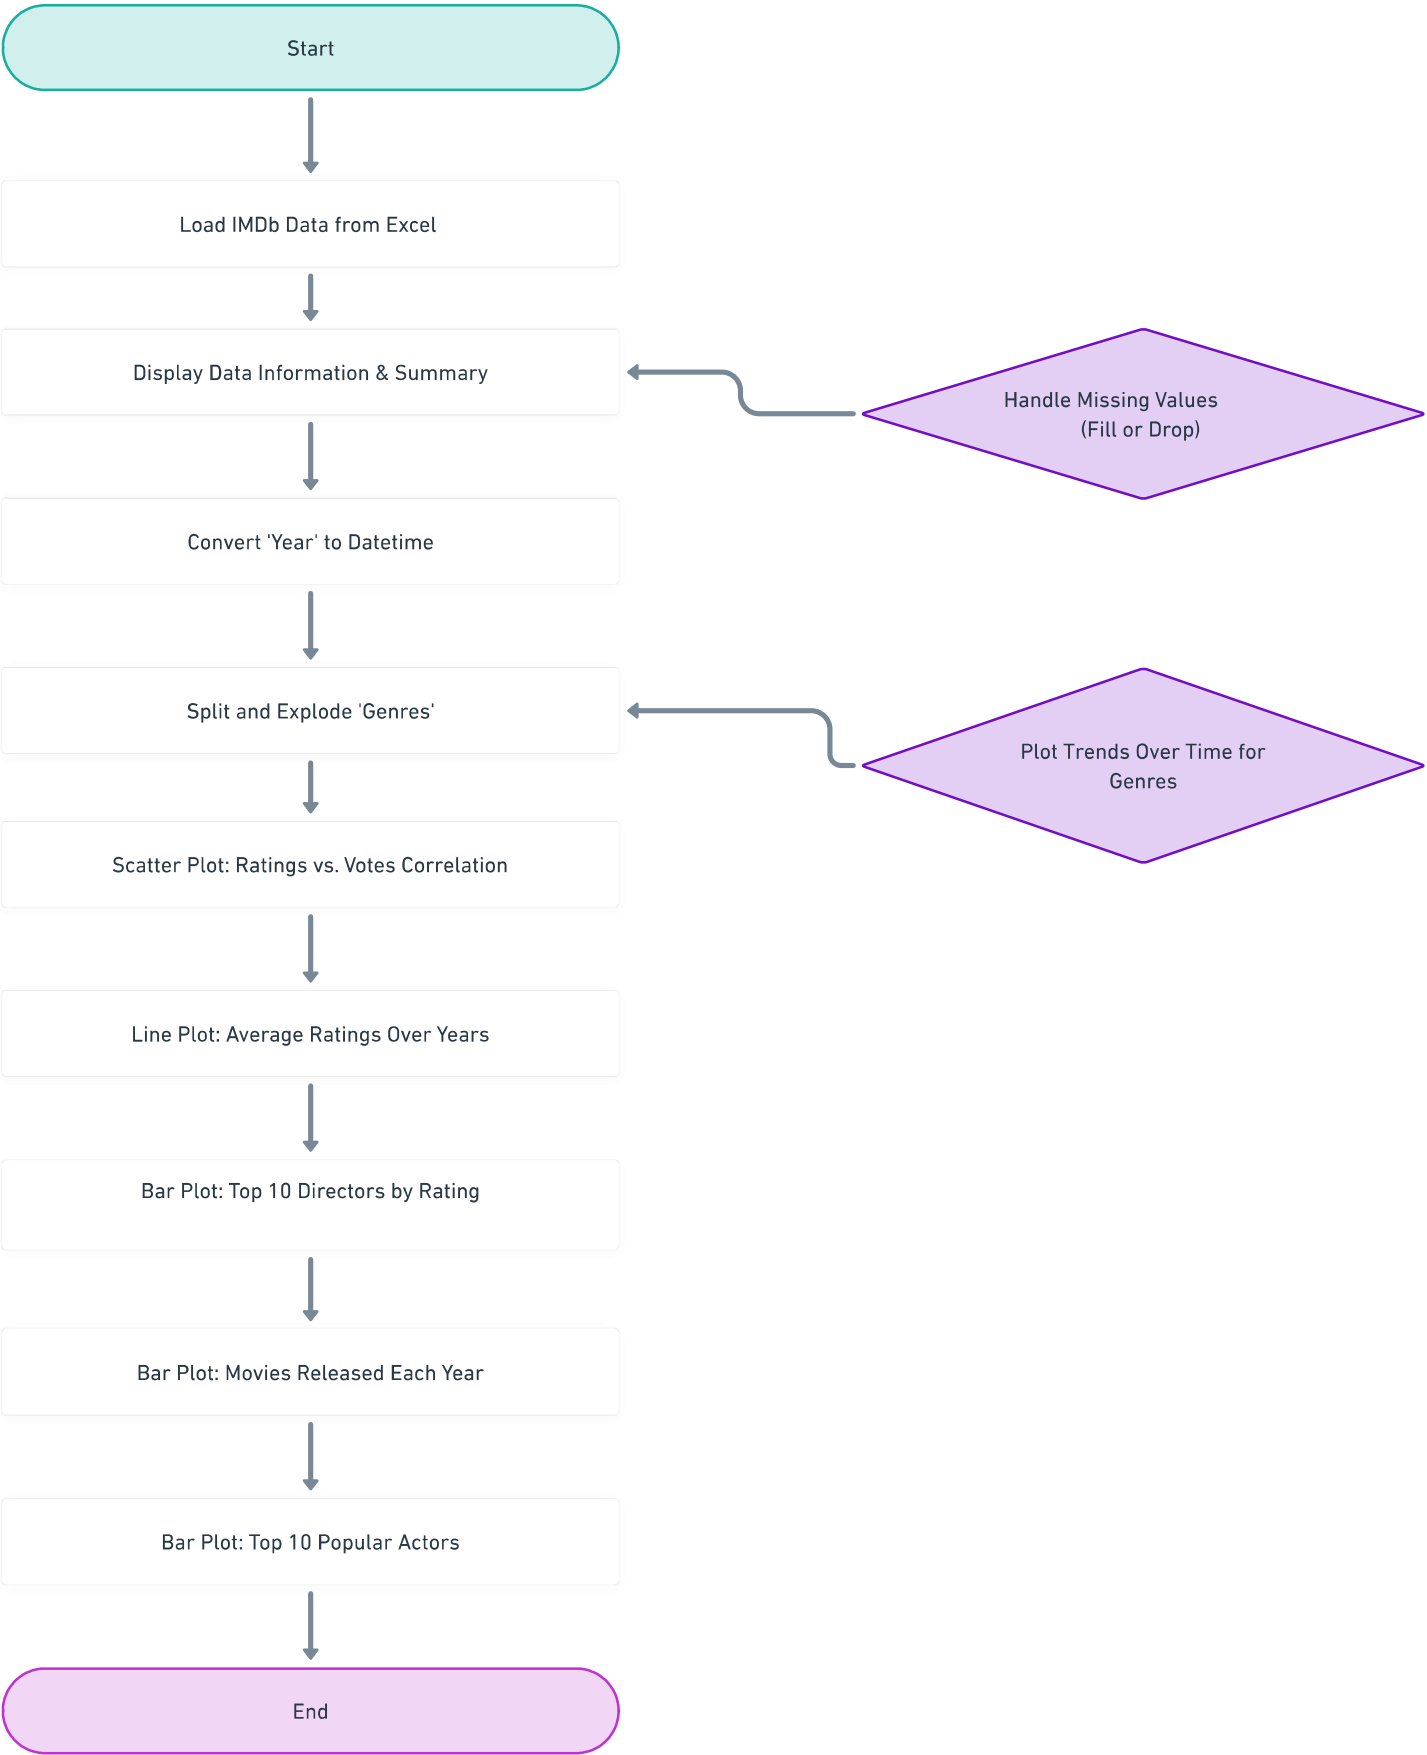 Start
Load IMDb Data from Excel
Display Data Information & Summary
Handle Missing Values
(Fill or Drop)
Convert 'Year' to Datetime
Split and Explode 'Genres'
Plot Trends Over Time for
Genres
Scatter Plot: Ratings vs. Votes Correlation
Line Plot: Average Ratings Over Years
Bar Plot: Top 10 Directors by Rating
Bar Plot: Movies Released Each Year
Bar Plot: Top 10 Popular Actors
End